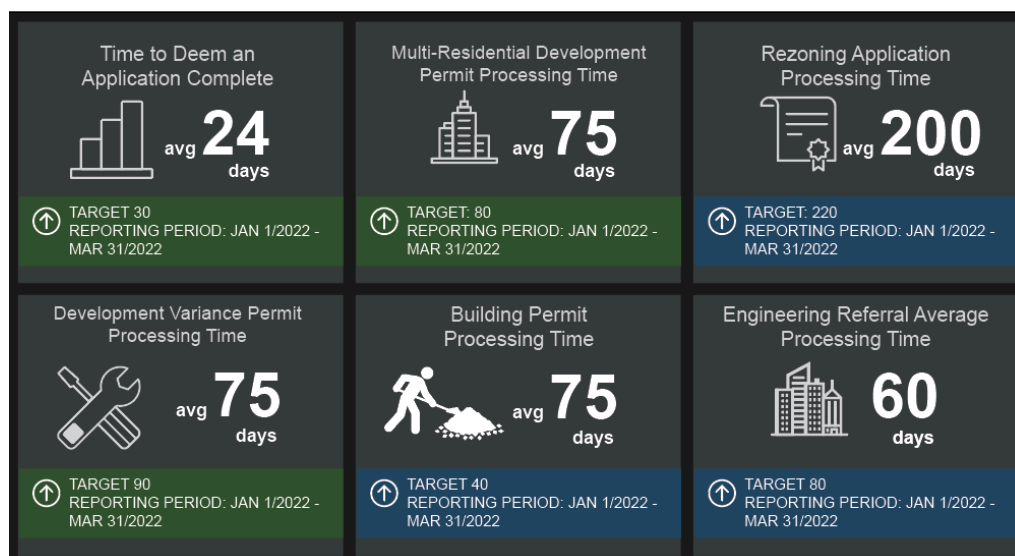 Time to Deem an
Application Complete
avg 24
days
TARGET 30
REPORTING PERIOD: JAN 1/2022 -
MAR 31/2022
Multi-Residential Development
Permit Processing Time
avg 75
days
TARGET: 80
REPORTING PERIOD: JAN 1/2022 -
MAR 31/2022
Rezoning Application
Processing Time
avg 200
days
TARGET: 220
REPORTING PERIOD: JAN 1/2022 -
MAR 31/2022
Development Variance Permit
Processing Time
avg 75
days
TARGET 90
REPORTING PERIOD: JAN 1/2022 -
MAR 31/2022
Building Permit
Processing Time
avg 75
days
TARGET 40
REPORTING PERIOD: JAN 1/2022 -
MAR 31/2022
Engineering Referral Average
Processing Time
60
days
TARGET 80
REPORTING PERIOD: JAN 1/2022 -
MAR 31/2022